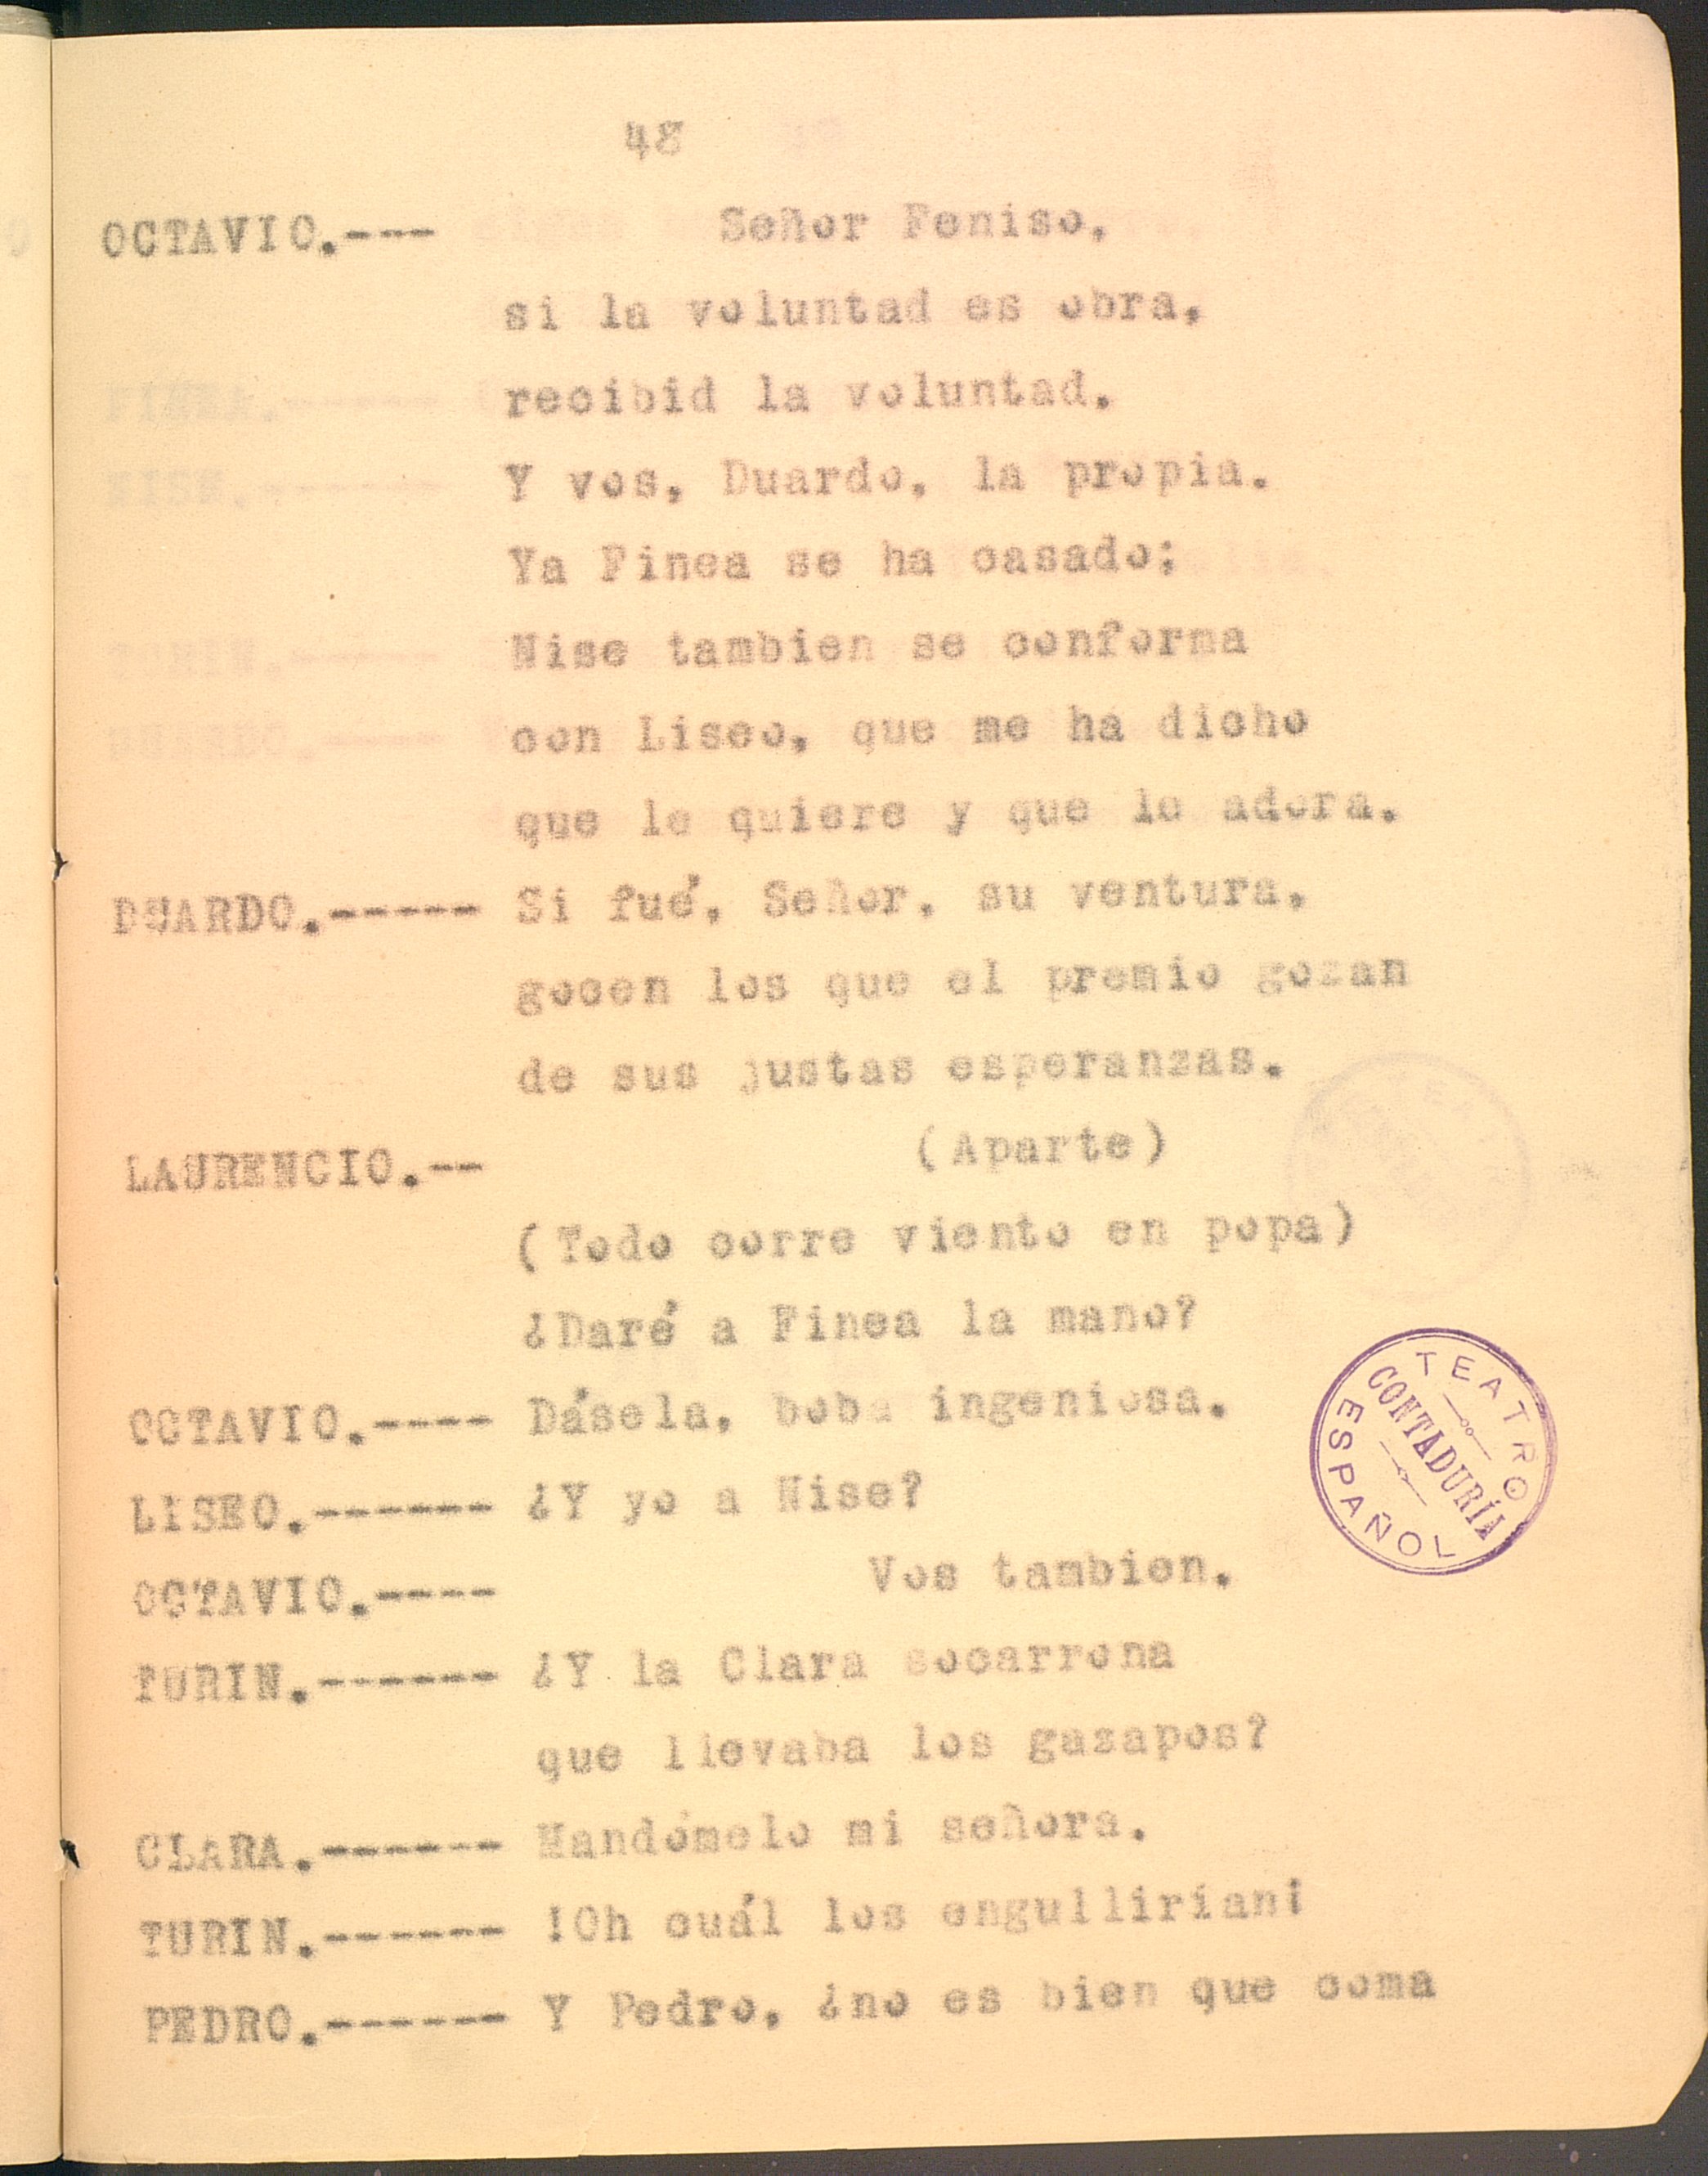 48
OCTAVIO.--- Señor Feniso,
si la voluntad es obra,
recibid la voluntad.
Y vos, Duardo, la propia.
Ya Finea se ha casado;
Nise tambien se conforma
con Liseo, que me ha dicho
que le quiere y que le adora.
DUARDO.----- Si fué, Señor, su ventura,
gocen los que el premio gozan
de sus justas esperanzas.
LAURENCIO.-- (Aparte)
(Todo corre viento en popa)
¿Daré a Finea la mano?
OCTAVIO.---- Dásela, boba ingeniosa.
LISEO.------ ¿Y yo a Nise?
OCTAVIO.---- Vos tambien.
TURIN.------ ¿Y la Clara socarrona
que llevaba los gazapos?
CLARA.------ Mandómelo mi señora.
TURIN.------ !Oh cuál los engullirían¡
PEDRO.------ Y Pedro, ¿no es bien que coma
TEATRO ESPAÑOL
CONTADURÍA